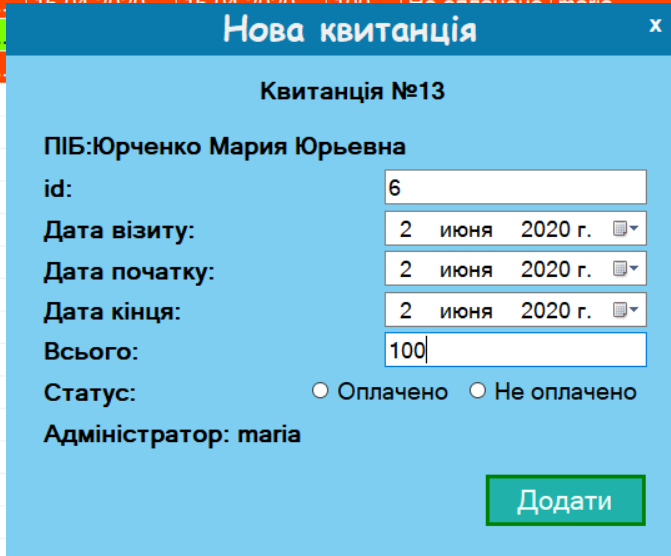 Нова квитанція x
Квитанція №13
ПІБ:Юрченко Мария Юрьевна
id: 6
Дата візиту: 2 июня 2020 г.
Дата початку: 2 июня 2020 г.
Дата кінця: 2 июня 2020 г.
Всього: 100
Статус: Оплачено Не оплачено
Адміністратор: maria
Додати